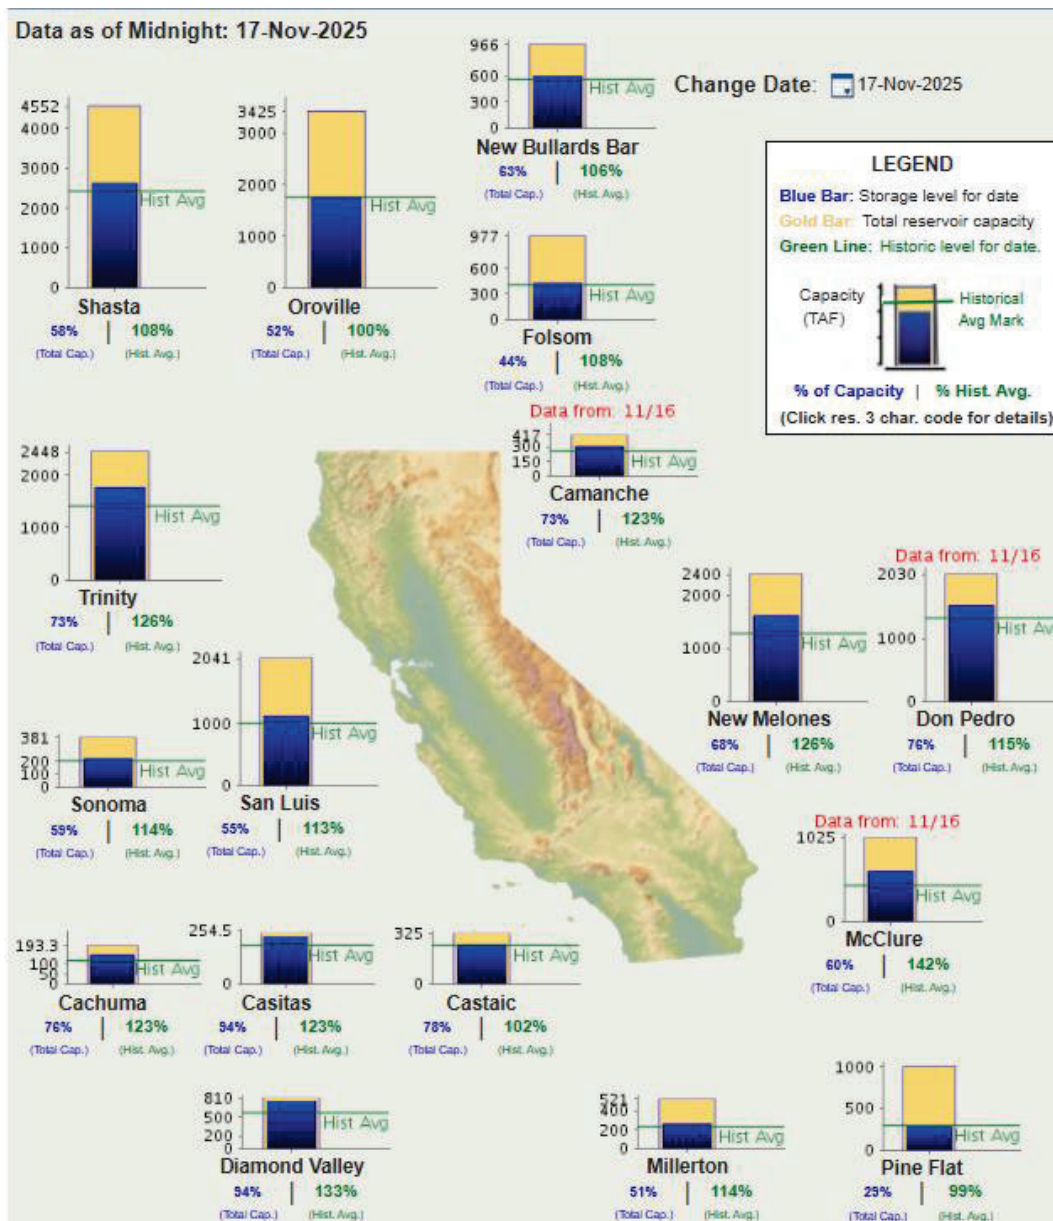 Data as of Midnight: 17-Nov-2025
Change Date: 17-Nov-2025
966
600
300
0
Hist Avg
New Bullards Bar
63% | 106%
(Total Cap.) (Hist. Avg.)
4552
4000
3000
2000
1000
0
Hist Avg
Shasta
58% | 108%
(Total Cap.) (Hist. Avg.)
3425
3000
2000
1000
0
Hist Avg
Oroville
52% | 100%
(Total Cap.) (Hist. Avg.)
977
600
300
0
Hist Avg
Folsom
44% | 108%
(Total Cap.) (Hist. Avg.)
LEGEND
Blue Bar: Storage level for date
Gold Bar: Total reservoir capacity
Green Line: Historic level for date.
Capacity
(TAF)
Historical
Avg Mark
% of Capacity | % Hist. Avg.
(Click res. 3 char. code for details)
Data from: 11/16
417
300
150
0
Hist Avg
Camanche
73% | 123%
(Total Cap.) (Hist. Avg.)
2448
2000
1000
0
Hist Avg
Trinity
73% | 126%
(Total Cap.) (Hist. Avg.)
2400
2000
1000
0
Hist Avg
New Melones
68% | 126%
(Total Cap.) (Hist. Avg.)
Data from: 11/16
2030
1000
0
Hist Av
Don Pedro
76% | 115%
(Total Cap.) (Hist. Avg.)
381
200
100
0
Hist Avg
Sonoma
59% | 114%
(Total Cap.) (Hist. Avg.)
2041
1000
0
Hist Avg
San Luis
55% | 113%
(Total Cap.) (Hist. Avg.)
Data from: 11/16
1025
0
Hist Avg
McClure
60% | 142%
(Total Cap.) (Hist. Avg.)
193.3
100
50
0
Hist Avg
Cachuma
76% | 123%
(Total Cap.) (Hist. Avg.)
254.5
0
Hist Avg
Casitas
94% | 123%
(Total Cap.) (Hist. Avg.)
325
0
Hist Avg
Castaic
78% | 102%
(Total Cap.) (Hist. Avg.)
810
500
200
0
Hist Avg
Diamond Valley
94% | 133%
(Total Cap.) (Hist. Avg.)
521
400
200
0
Hist Avg
Millerton
51% | 114%
(Total Cap.) (Hist. Avg.)
1000
500
0
Hist Avg
Pine Flat
29% | 99%
(Total Cap.) (Hist. Avg.)